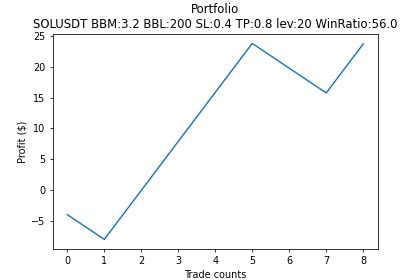 Portfolio
SOLUSDT BBM:3.2 BBL:200 SL:0.4 TP:0.8 lev:20 WinRatio:56.0
25
20
15
10
5
0
−5
Profit ($)
0 1 2 3 4 5 6 7 8
Trade counts